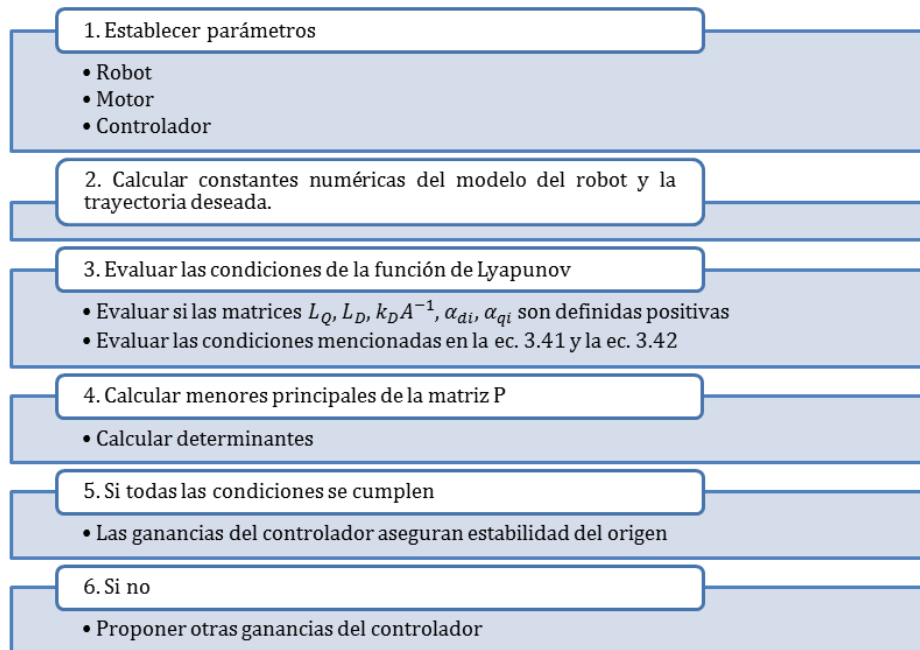 1. Establecer parámetros
• Robot
• Motor
• Controlador
2. Calcular constantes numéricas del modelo del robot y la
trayectoria deseada.
3. Evaluar las condiciones de la función de Lyapunov
• Evaluar si las matrices $L_Q, L_D, k_D A^{-1}, \alpha_{di}, \alpha_{qi}$ son definidas positivas
• Evaluar las condiciones mencionadas en la ec. 3.41 y la ec. 3.42
4. Calcular menores principales de la matriz P
• Calcular determinantes
5. Si todas las condiciones se cumplen
• Las ganancias del controlador aseguran estabilidad del origen
6. Si no
• Proponer otras ganancias del controlador